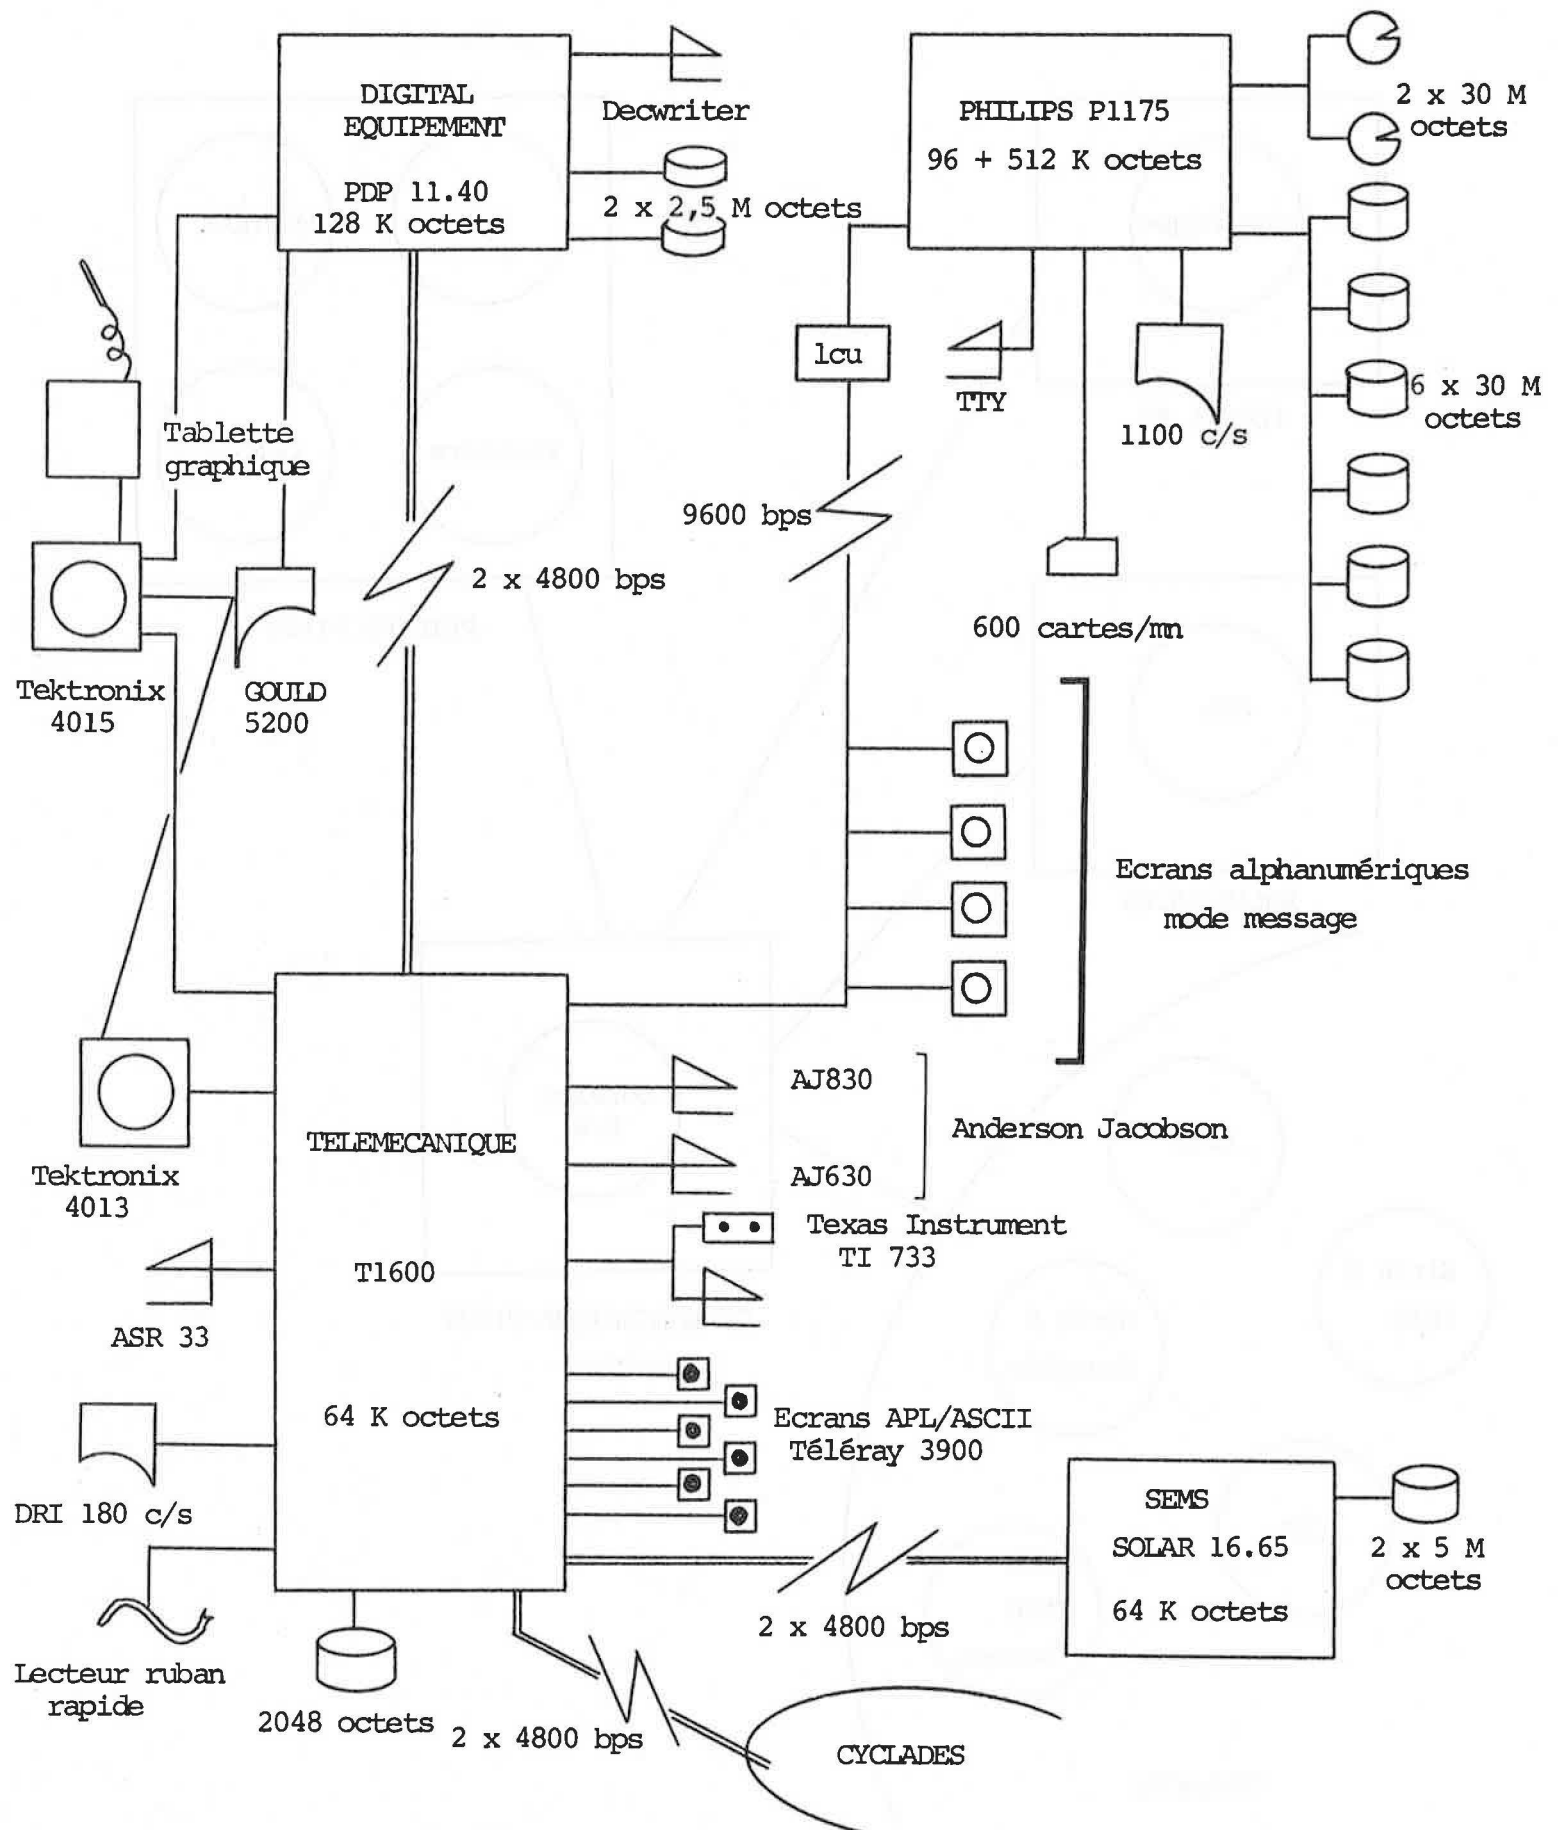 DIGITAL
EQUIPEMENT
PDP 11.40
128 K octets
Decwriter
2 x 2,5 M octets
PHILIPS P1175
96 + 512 K octets
2 x 30 M
octets
lcu
TTY
1100 c/s
6 x 30 M
octets
Tablette
graphique
9600 bps
2 x 4800 bps
600 cartes/mn
Tektronix
4015
GOULD
5200
Ecrans alphanumériques
mode message
AJ830
Anderson Jacobson
AJ630
TELEMECANIQUE
T1600
64 K octets
Tektronix
4013
Texas Instrument
TI 733
ASR 33
Ecrans APL/ASCII
Téléray 3900
DRI 180 c/s
SEMS
SOLAR 16.65
64 K octets
2 x 5 M
octets
2 x 4800 bps
Lecteur ruban
rapide
2048 octets
2 x 4800 bps
CYCLADES